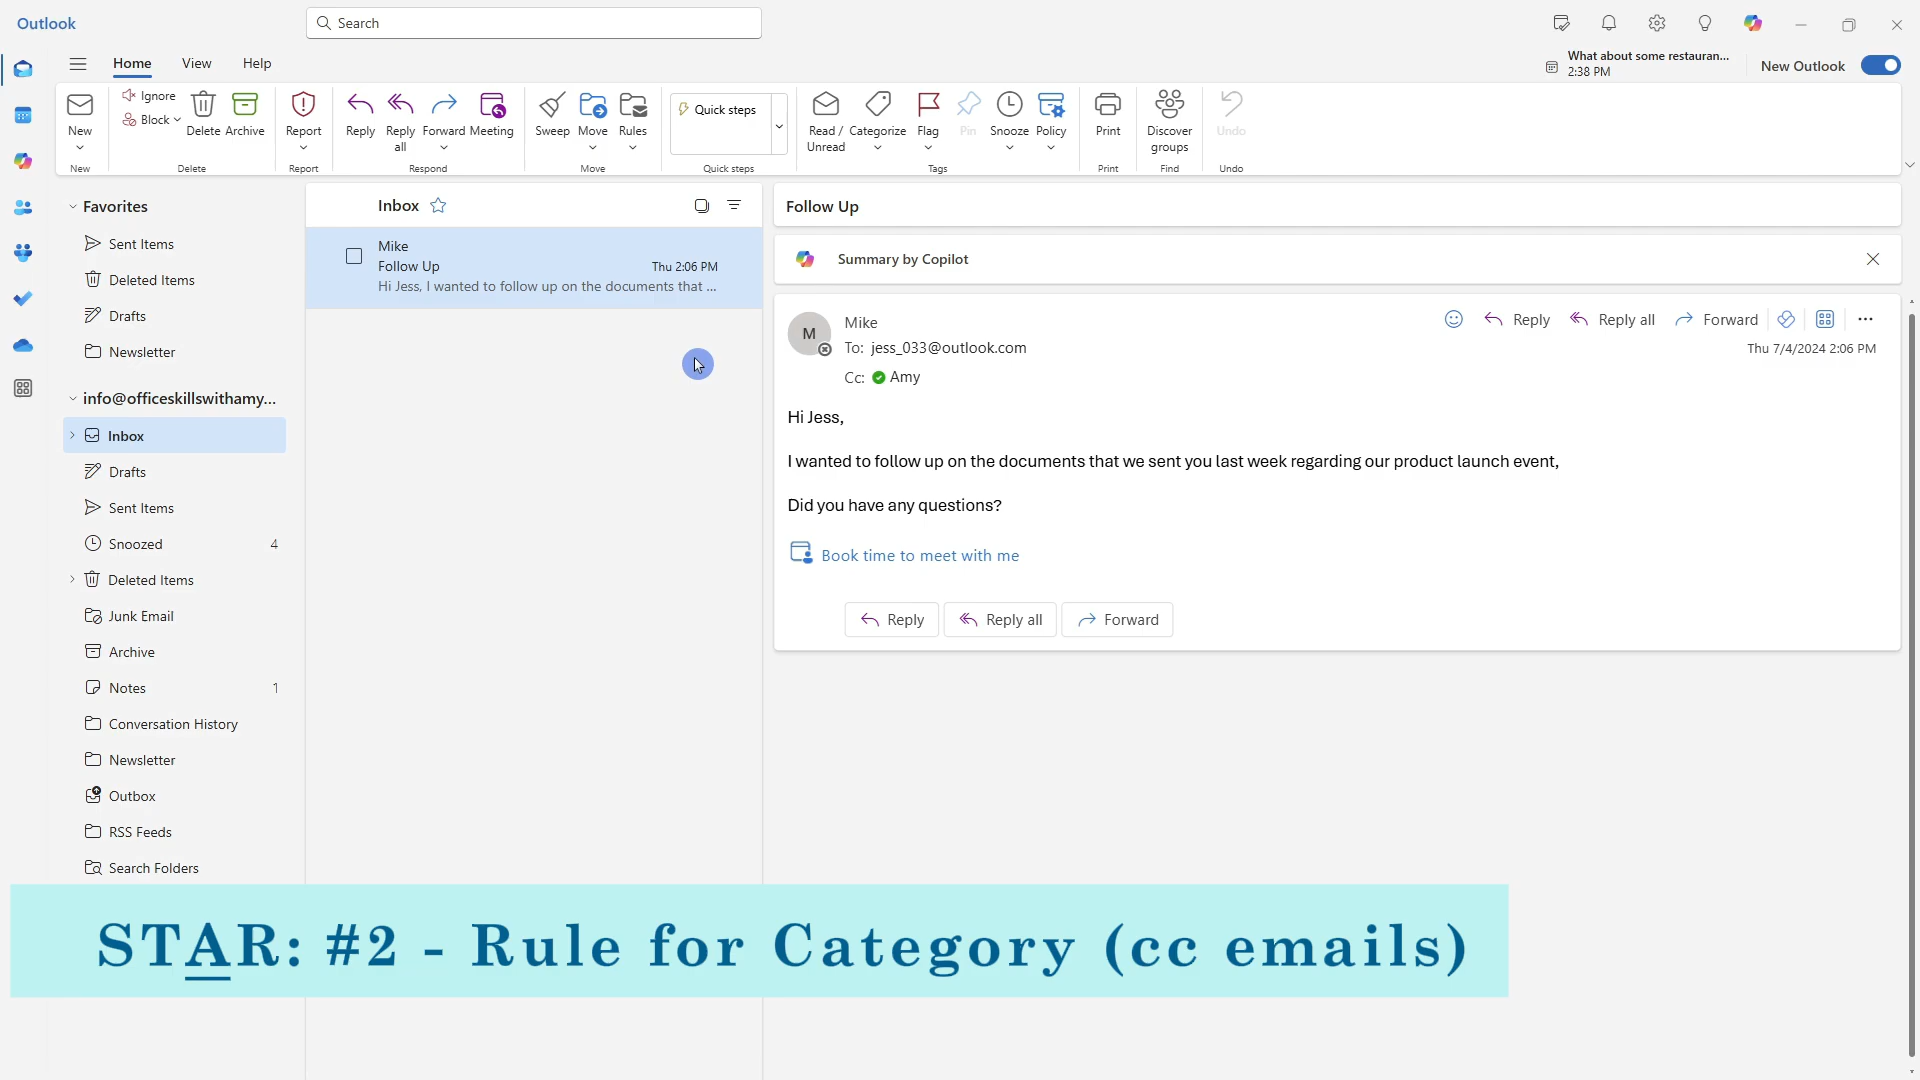 Outlook
Search
What about some restauran...
2:38 PM
New Outlook
Home View Help
New
Ignore
Block
Delete
Archive
Report
Reply
Reply all
Forward
Meeting
Sweep
Move
Rules
Quick steps
Read / Unread
Categorize
Flag
Pin
Snooze
Policy
Print
Discover groups
Undo
New
Delete
Report
Respond
Move
Quick steps
Tags
Print
Find
Undo
Favorites
Sent Items
Deleted Items
Drafts
Newsletter
info@officeskillswithamy...
Inbox
Drafts
Sent Items
Snoozed 4
Deleted Items
Junk Email
Archive
Notes 1
Conversation History
Newsletter
Outbox
RSS Feeds
Search Folders
Inbox
Mike
Follow Up Thu 2:06 PM
Hi Jess, I wanted to follow up on the documents that ...
Follow Up
Summary by Copilot
M
Mike
Reply Reply all Forward
To: jess_033@outlook.com
Thu 7/4/2024 2:06 PM
Cc: Amy
Hi Jess,
I wanted to follow up on the documents that we sent you last week regarding our product launch event,
Did you have any questions?
Book time to meet with me
Reply Reply all Forward
STAR: #2 - Rule for Category (cc emails)